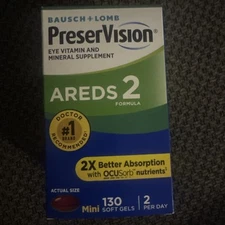 BAUSCH + LOMB
PreserVision®
EYE VITAMIN AND
MINERAL SUPPLEMENT
AREDS 2
FORMULA
DOCTOR
#1
BRAND
RECOMMENDED
2X Better Absorption
with OCUSorb® nutrients
ACTUAL SIZE
Mini 130 SOFT GELS
2 PER DAY